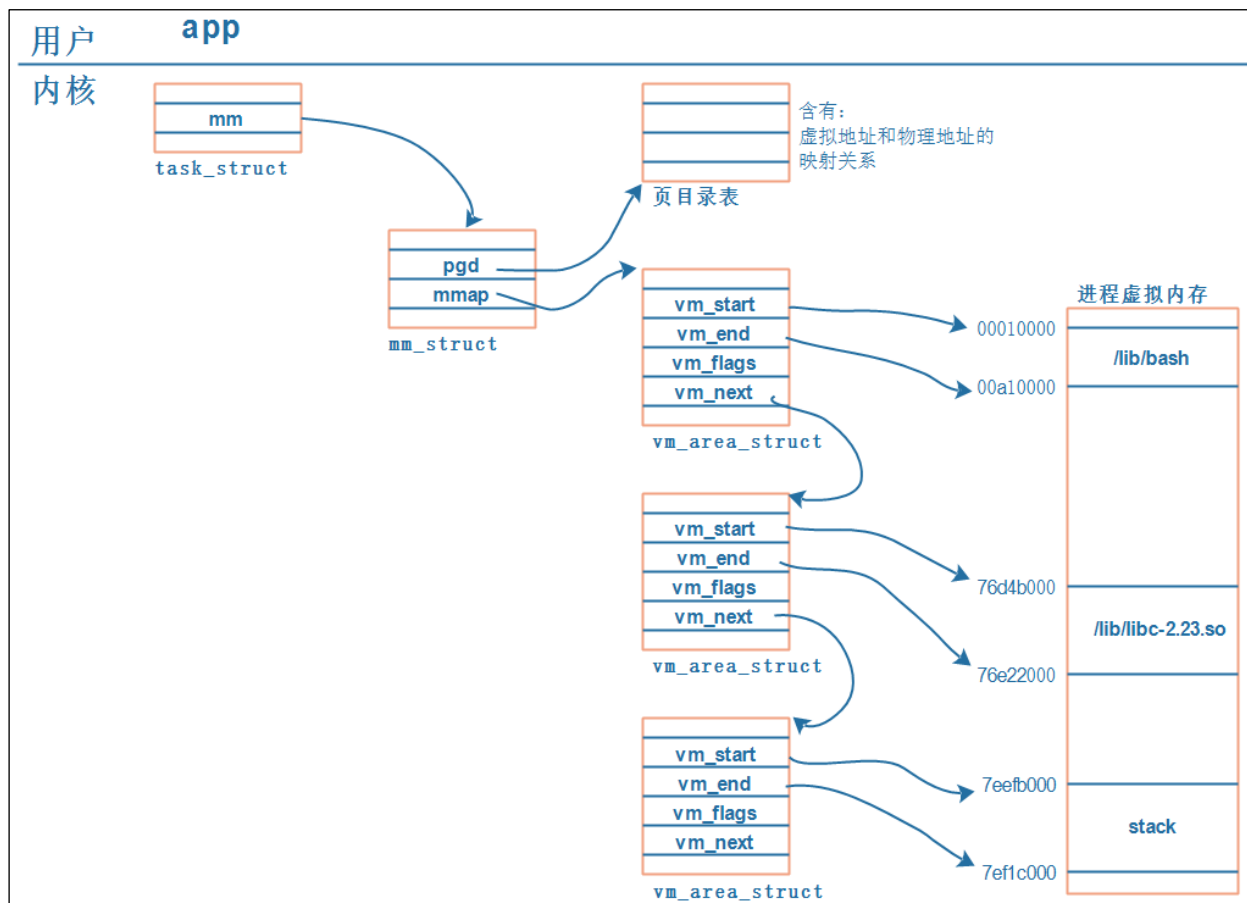 用户
app
内核
mm
task_struct
含有：
虚拟地址和物理地址的
映射关系
页目录表
pgd
mmap
mm_struct
vm_start
vm_end
vm_flags
vm_next
vm_area_struct
vm_start
vm_end
vm_flags
vm_next
vm_area_struct
vm_start
vm_end
vm_flags
vm_next
vm_area_struct
进程虚拟内存
00010000
/lib/bash
00a10000
76d4b000
/lib/libc-2.23.so
76e22000
7eefb000
stack
7ef1c000